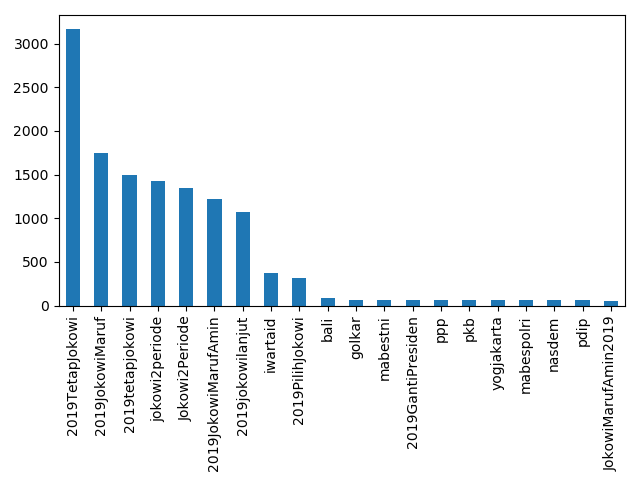 3000
2500
2000
1500
1000
500
0
2019TetapJokowi
2019JokowiMaruf
2019tetapjokowi
jokowi2periode
Jokowi2Periode
2019JokowiMarufAmin
2019jokowilanjut
iwartaid
2019PilihJokowi
bali
golkar
mabestni
2019GantiPresiden
ppp
pkb
yogjakarta
mabespolri
nasdem
pdip
JokowiMarufAmin2019